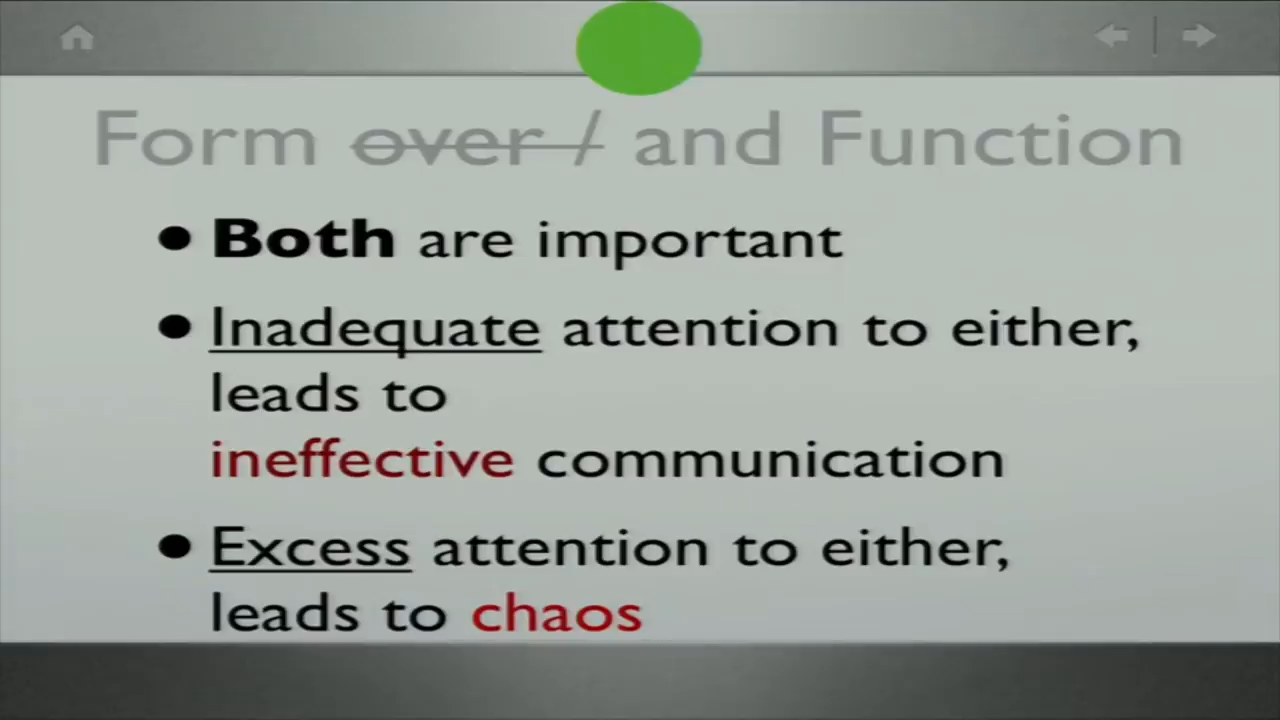 Form over / and Function
• Both are important
• Inadequate attention to either,
leads to
ineffective communication
• Excess attention to either,
leads to chaos